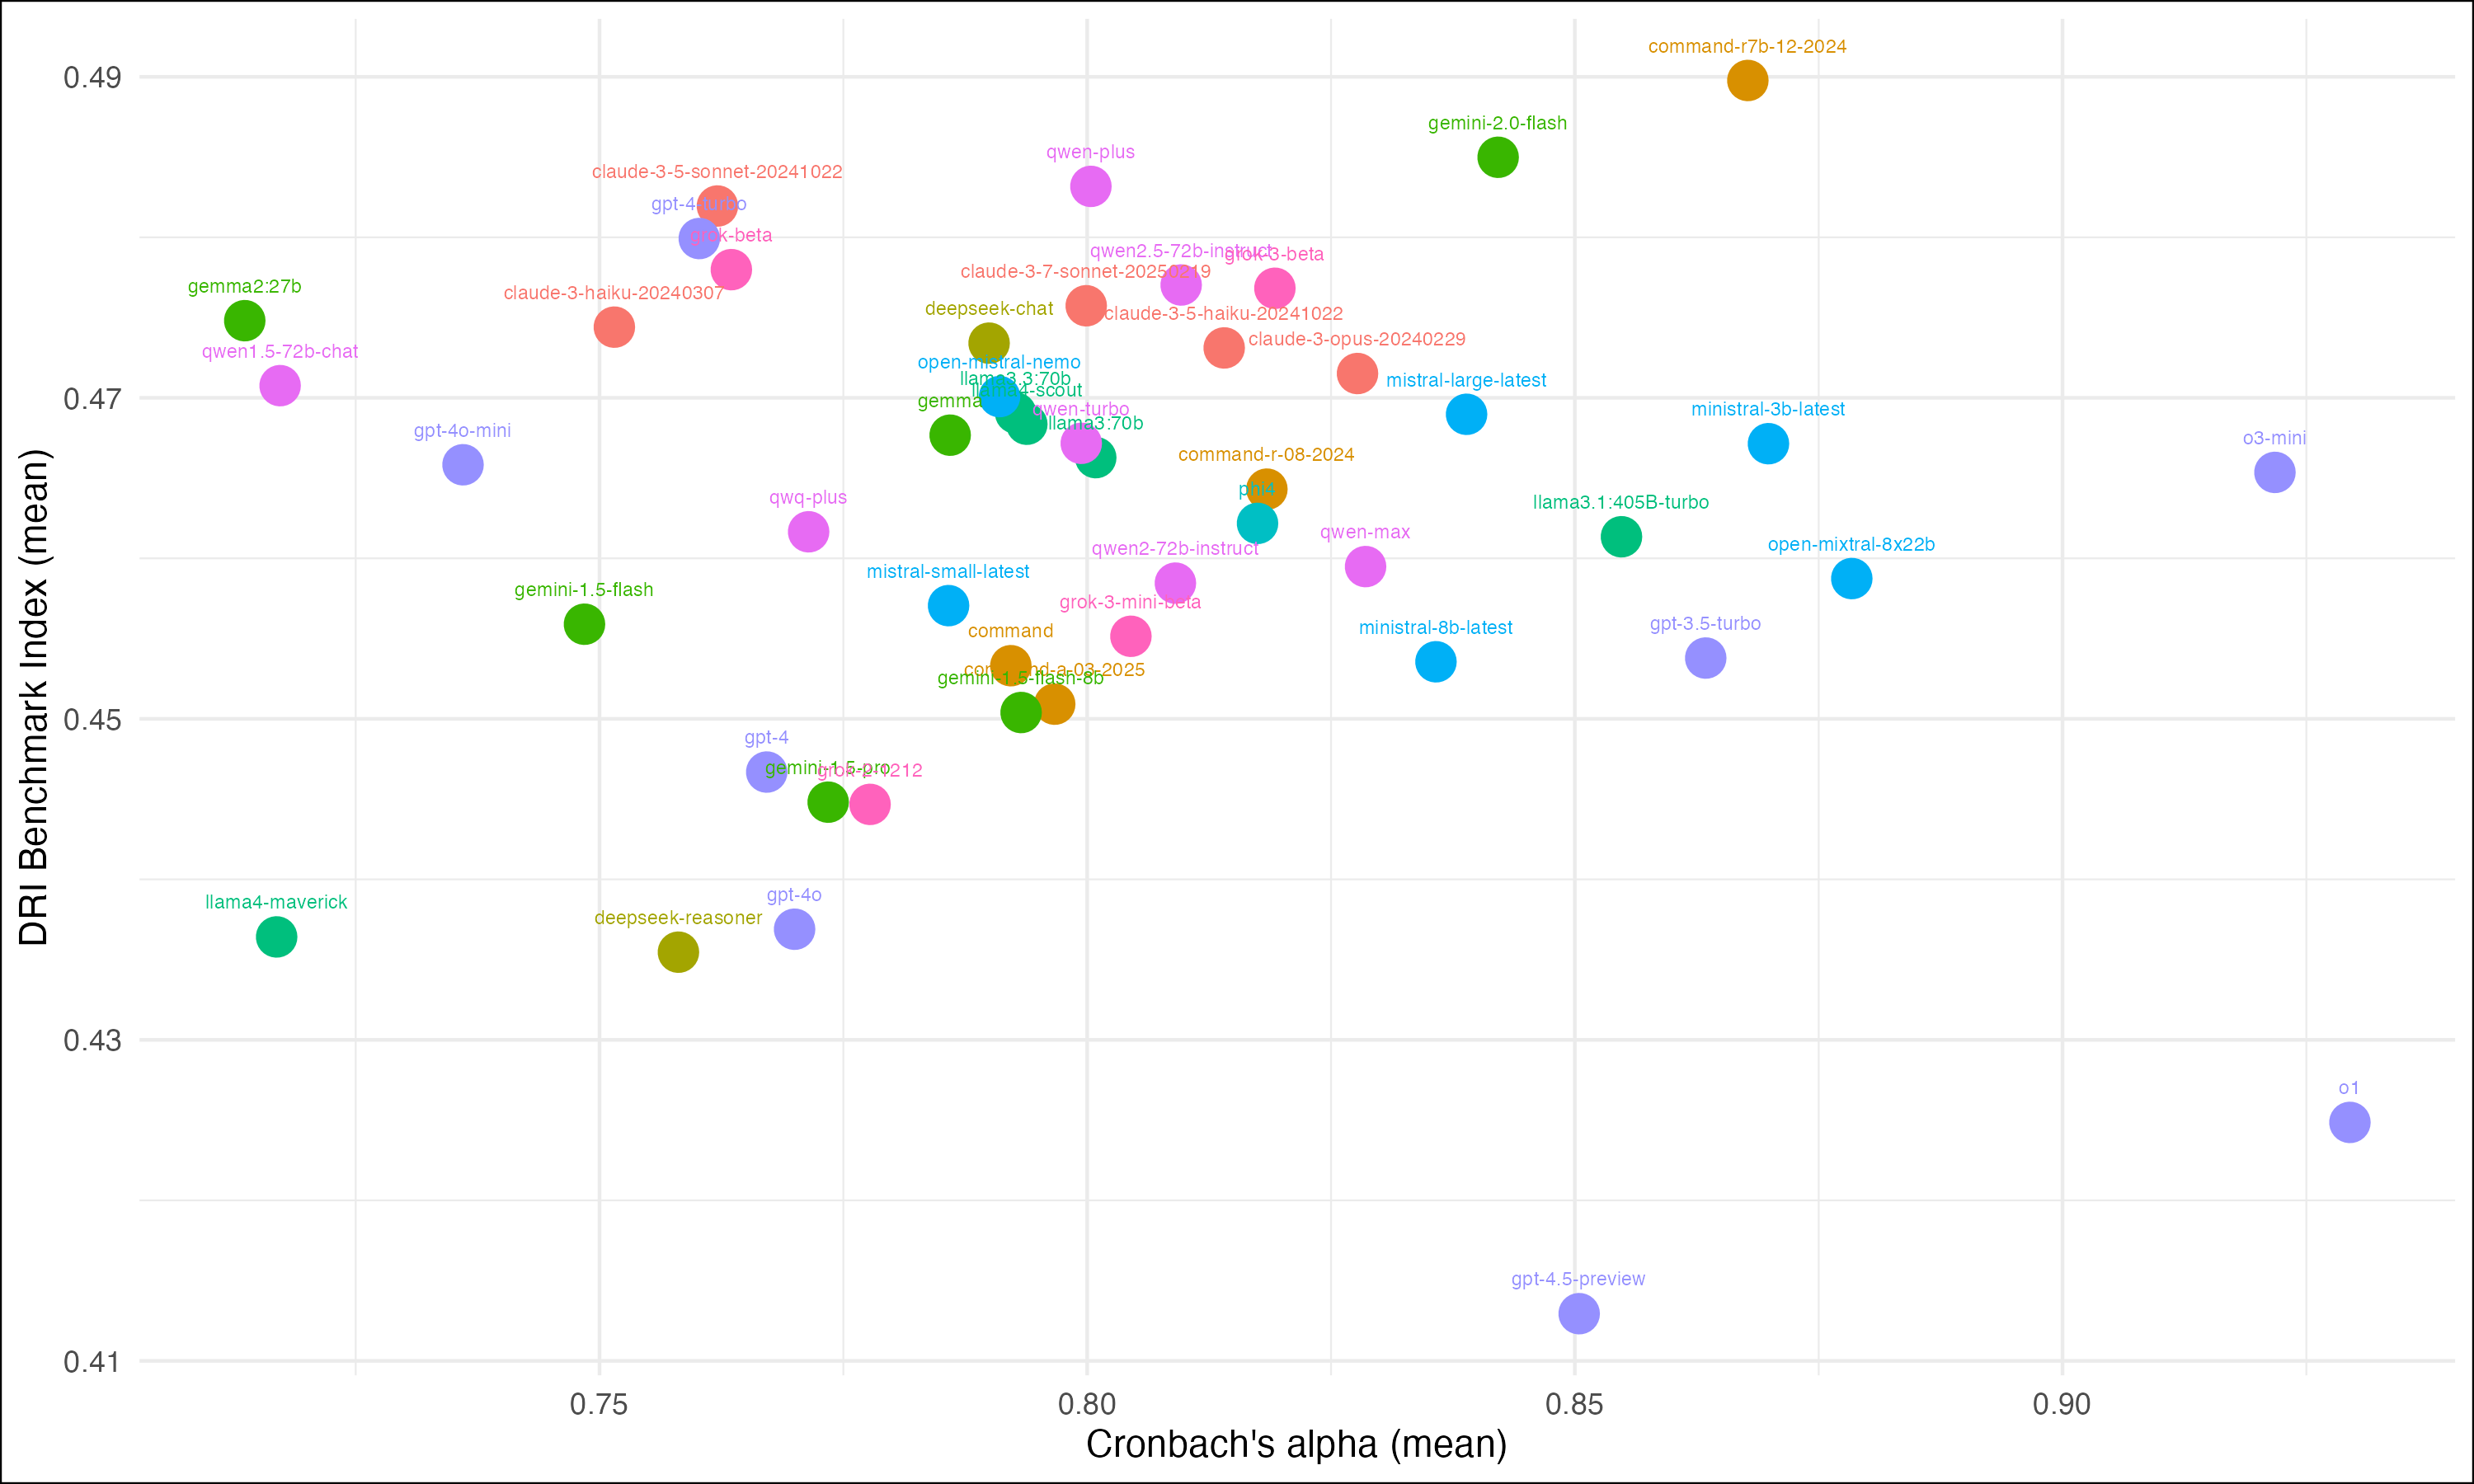 command-r7b-12-2024
0.49
gemini-2.0-flash
qwen-plus
claude-3-5-sonnet-20241022
gpt-4-turbo
grok-beta
qwen2.5-72b-instruct
grok-3-beta
claude-3-7-sonnet-20250219
gemma2:27b
claude-3-haiku-20240307
deepseek-chat
claude-3-5-haiku-20241022
claude-3-opus-20240229
qwen1.5-72b-chat
open-mistral-nemo
llama3.3:70b
mistral-large-latest
llama4-scout
0.47
gemma
qwen-turbo
ministral-3b-latest
llama3:70b
gpt-4o-mini
o3-mini
command-r-08-2024
phi4
qwq-plus
llama3.1:405B-turbo
qwen-max
open-mixtral-8x22b
qwen2-72b-instruct
mistral-small-latest
gemini-1.5-flash
grok-3-mini-beta
gpt-3.5-turbo
ministral-8b-latest
command
command-a-03-2025
gemini-1.5-flash-8b
0.45
gpt-4
gemini-1.5-pro
grok-2-1212
gpt-4o
llama4-maverick
deepseek-reasoner
0.43
o1
gpt-4.5-preview
0.41
0.75
0.80
0.85
0.90
Cronbach's alpha (mean)
DRI Benchmark Index (mean)